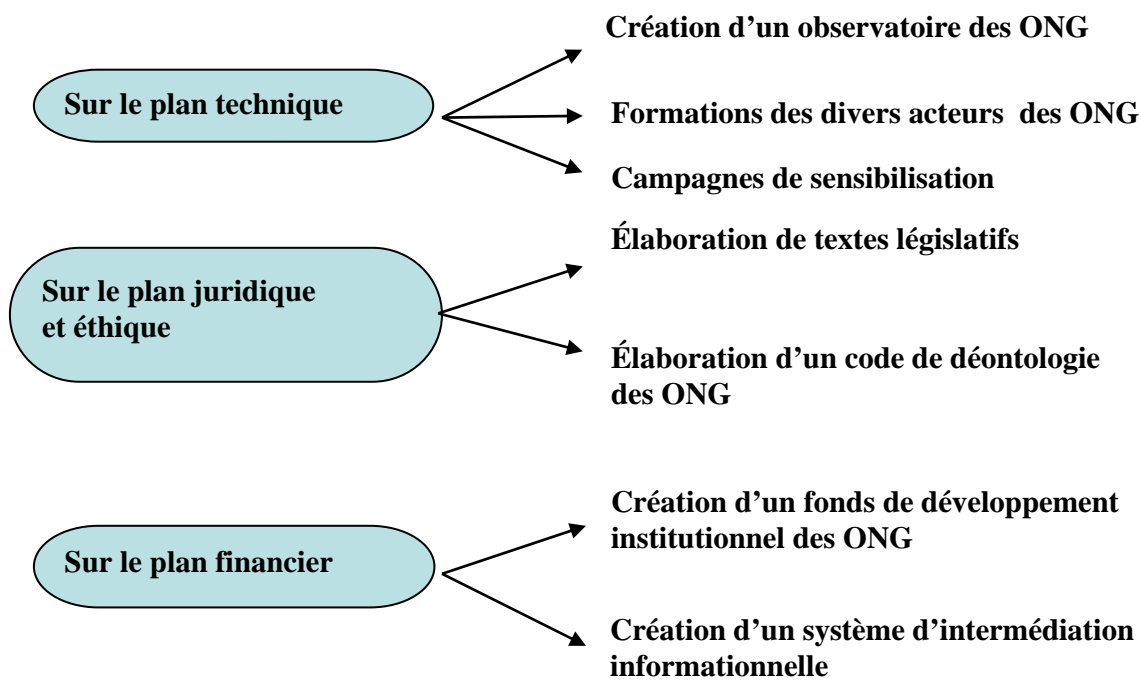 Sur le plan technique
Création d’un observatoire des ONG
Formations des divers acteurs des ONG
Campagnes de sensibilisation
Sur le plan juridique
et éthique
Élaboration de textes législatifs
Élaboration d’un code de déontologie
des ONG
Sur le plan financier
Création d’un fonds de développement
institutionnel des ONG
Création d’un système d’intermédiation
informationnelle